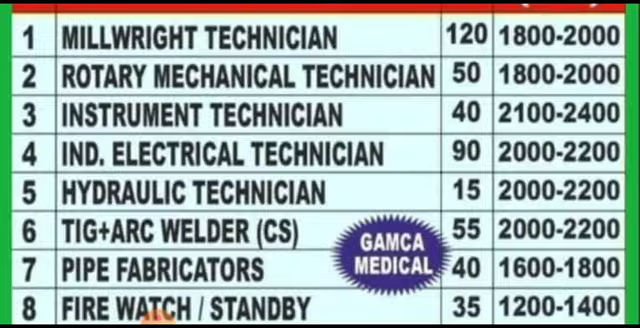 1 MILLWRIGHT TECHNICIAN 120 1800-2000
2 ROTARY MECHANICAL TECHNICIAN 50 1800-2000
3 INSTRUMENT TECHNICIAN 40 2100-2400
4 IND. ELECTRICAL TECHNICIAN 90 2000-2200
5 HYDRAULIC TECHNICIAN 15 2000-2200
6 TIG+ARC WELDER (CS) 55 2000-2200
GAMCA
MEDICAL
7 PIPE FABRICATORS 40 1600-1800
8 FIRE WATCH / STANDBY 35 1200-1400